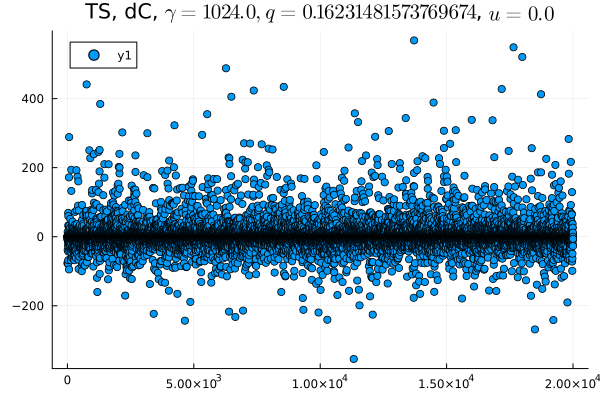 TS, dC, γ = 1024.0, q = 0.16231481573769674, u = 0.0
y1
400
200
0
−200
0 5.00×10³ 1.00×10⁴ 1.50×10⁴ 2.00×10⁴